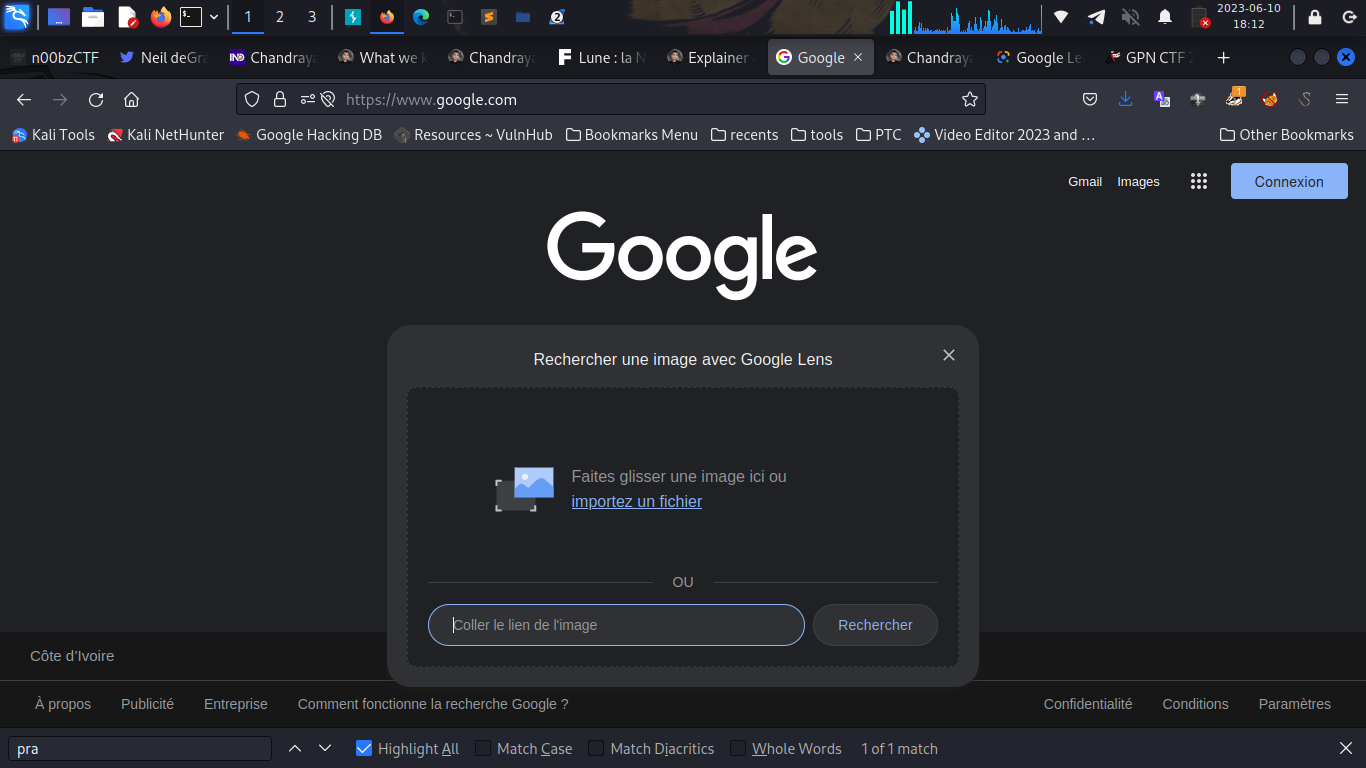 1 2 3
2023-06-10
18:12
n00bzCTF Neil deGra Chandraya What we k Chandraya Lune : la N Explainer - Google Chandraya Google Le GPN CTF 2
https://www.google.com
1
Kali Tools Kali NetHunter Google Hacking DB Resources ~ VulnHub Bookmarks Menu recents tools PTC Video Editor 2023 and … Other Bookmarks
Gmail Images Connexion
Google
Rechercher une image avec Google Lens
Faites glisser une image ici ou
importez un fichier
OU
Coller le lien de l'image Rechercher
Côte d'Ivoire
À propos Publicité Entreprise Comment fonctionne la recherche Google ? Confidentialité Conditions Paramètres
pra Highlight All Match Case Match Diacritics Whole Words 1 of 1 match